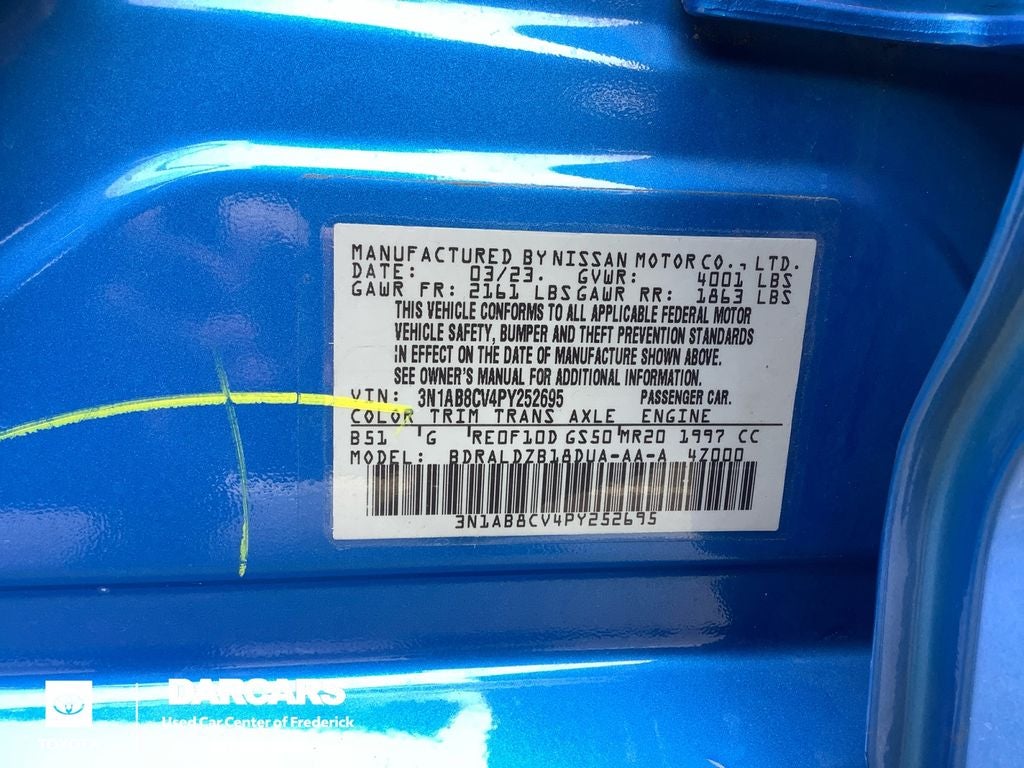 MANUFACTURED BY NISSAN MOTOR CO., LTD.
DATE: 03/23. GVWR: 4001 LBS
GAWR FR: 2161 LBS GAWR RR: 1863 LBS
THIS VEHICLE CONFORMS TO ALL APPLICABLE FEDERAL MOTOR
VEHICLE SAFETY, BUMPER AND THEFT PREVENTION STANDARDS
IN EFFECT ON THE DATE OF MANUFACTURE SHOWN ABOVE.
SEE OWNER'S MANUAL FOR ADDITIONAL INFORMATION.
VIN: 3N1AB8CV4PY252695 PASSENGER CAR.
COLOR TRIM TRANS AXLE ENGINE
B51 G RE0F10D GS50 MR20 1997 CC
MODEL: BDRALDZB18DUA-AA-A 4Z000
3N1AB8CV4PY252695
DARCARS
Used Car Center of Frederick
TOYOTA